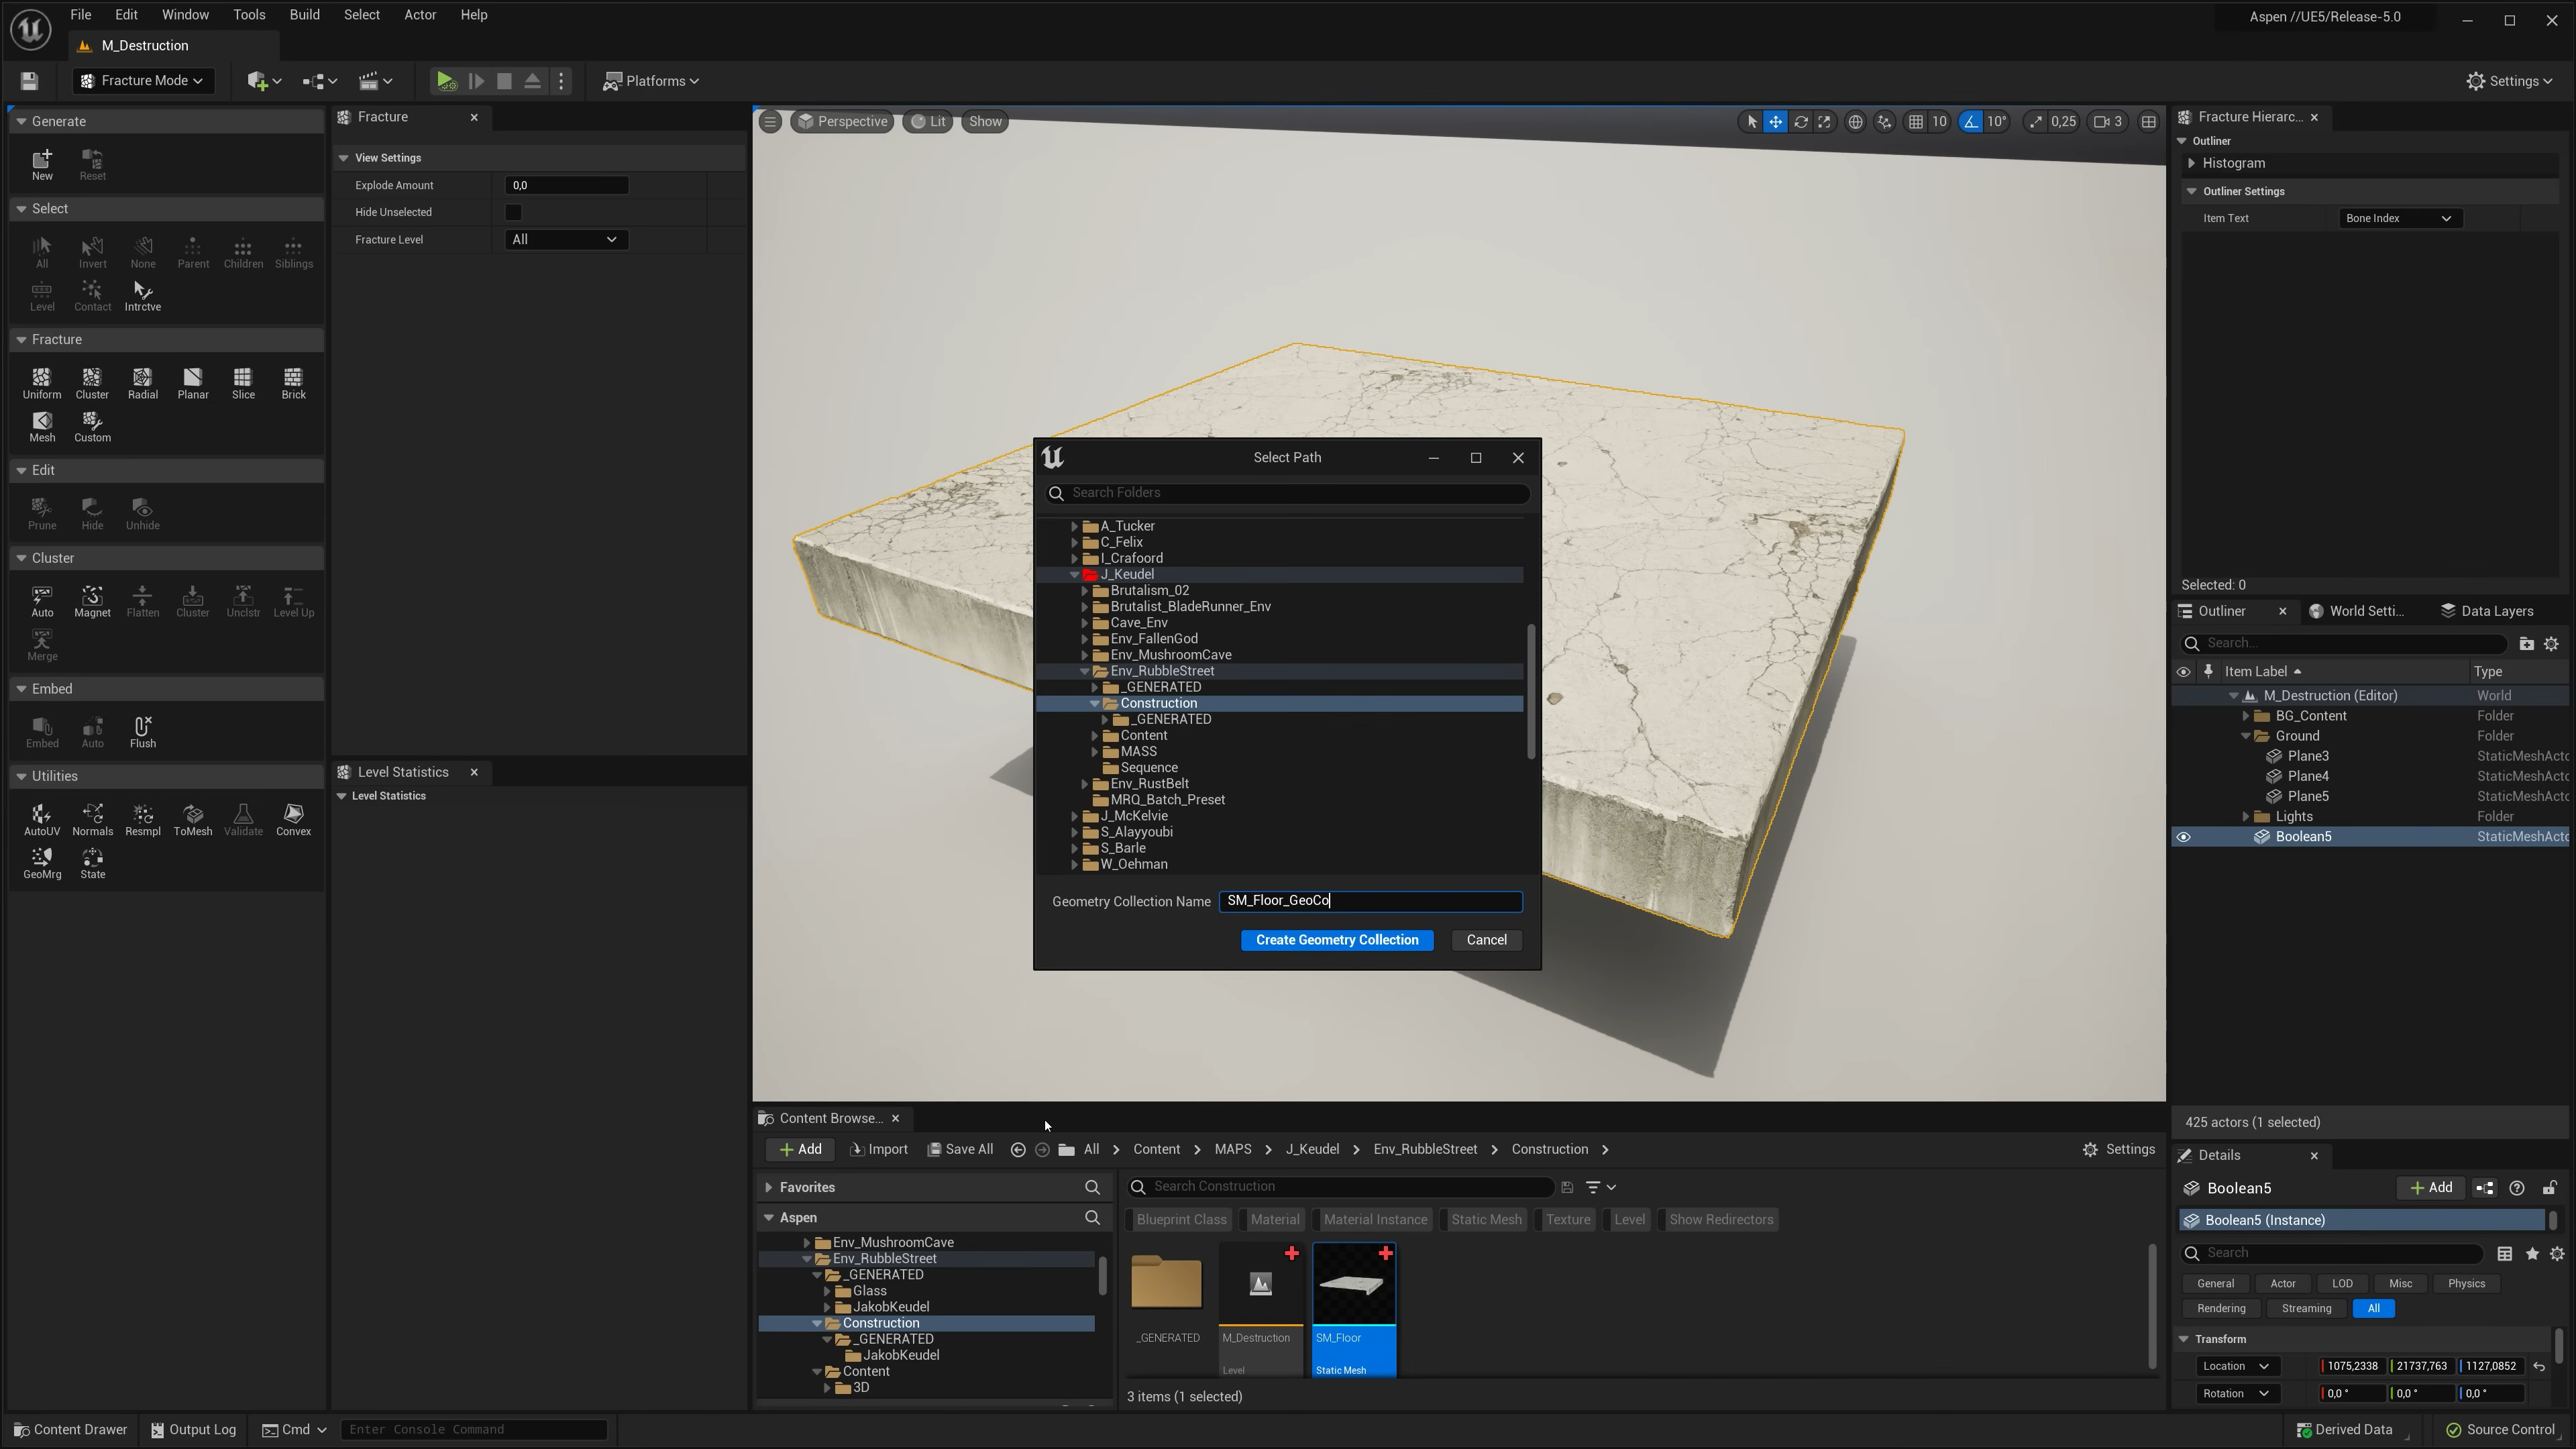 File Edit Window Tools Build Select Actor Help
Aspen //UE5/Release-5.0
M_Destruction
Fracture Mode
Platforms
Settings
Generate
New Reset
Select
All Invert None Parent Children Siblings
Level Contact Intrctve
Fracture
Uniform Cluster Radial Planar Slice Brick
Mesh Custom
Edit
Prune Hide Unhide
Cluster
Auto Magnet Flatten Cluster Unclstr Level Up
Merge
Embed
Embed Auto Flush
Utilities
AutoUV Normals Resmpl ToMesh Validate Convex
GeoMrg State
Fracture
View Settings
Explode Amount 0,0
Hide Unselected
Fracture Level All
Level Statistics
Level Statistics
Perspective Lit Show
10 10° 0,25 3
Select Path
Search Folders
A_Tucker
C_Felix
I_Crafoord
J_Keudel
Brutalism_02
Brutalist_BladeRunner_Env
Cave_Env
Env_FallenGod
Env_MushroomCave
Env_RubbleStreet
_GENERATED
Construction
_GENERATED
Content
MASS
Sequence
Env_RustBelt
MRQ_Batch_Preset
J_McKelvie
S_Alayyoubi
S_Barle
W_Oehman
Geometry Collection Name SM_Floor_GeoCo
Create Geometry Collection Cancel
Fracture Hierarc...
Outliner
Histogram
Outliner Settings
Item Text Bone Index
Selected: 0
Outliner World Setti... Data Layers
Search...
Item Label Type
M_Destruction (Editor) World
BG_Content Folder
Ground Folder
Plane3 StaticMeshActo
Plane4 StaticMeshActo
Plane5 StaticMeshActo
Lights Folder
Boolean5 StaticMeshActo
425 actors (1 selected)
Details
Boolean5 Add
Boolean5 (Instance)
Search
General Actor LOD Misc Physics
Rendering Streaming All
Transform
Location 1075,2338 21737,763 1127,0852
Rotation 0,0 ° 0,0 ° 0,0 °
Content Browse...
Add Import Save All All Content MAPS J_Keudel Env_RubbleStreet Construction Settings
Favorites
Aspen
Env_MushroomCave
Env_RubbleStreet
_GENERATED
Glass
JakobKeudel
Construction
_GENERATED
JakobKeudel
Content
3D
Search Construction
Blueprint Class Material Material Instance Static Mesh Texture Level Show Redirectors
_GENERATED
M_Destruction
Level
SM_Floor
Static Mesh
3 items (1 selected)
Content Drawer Output Log Cmd Enter Console Command
Derived Data Source Control